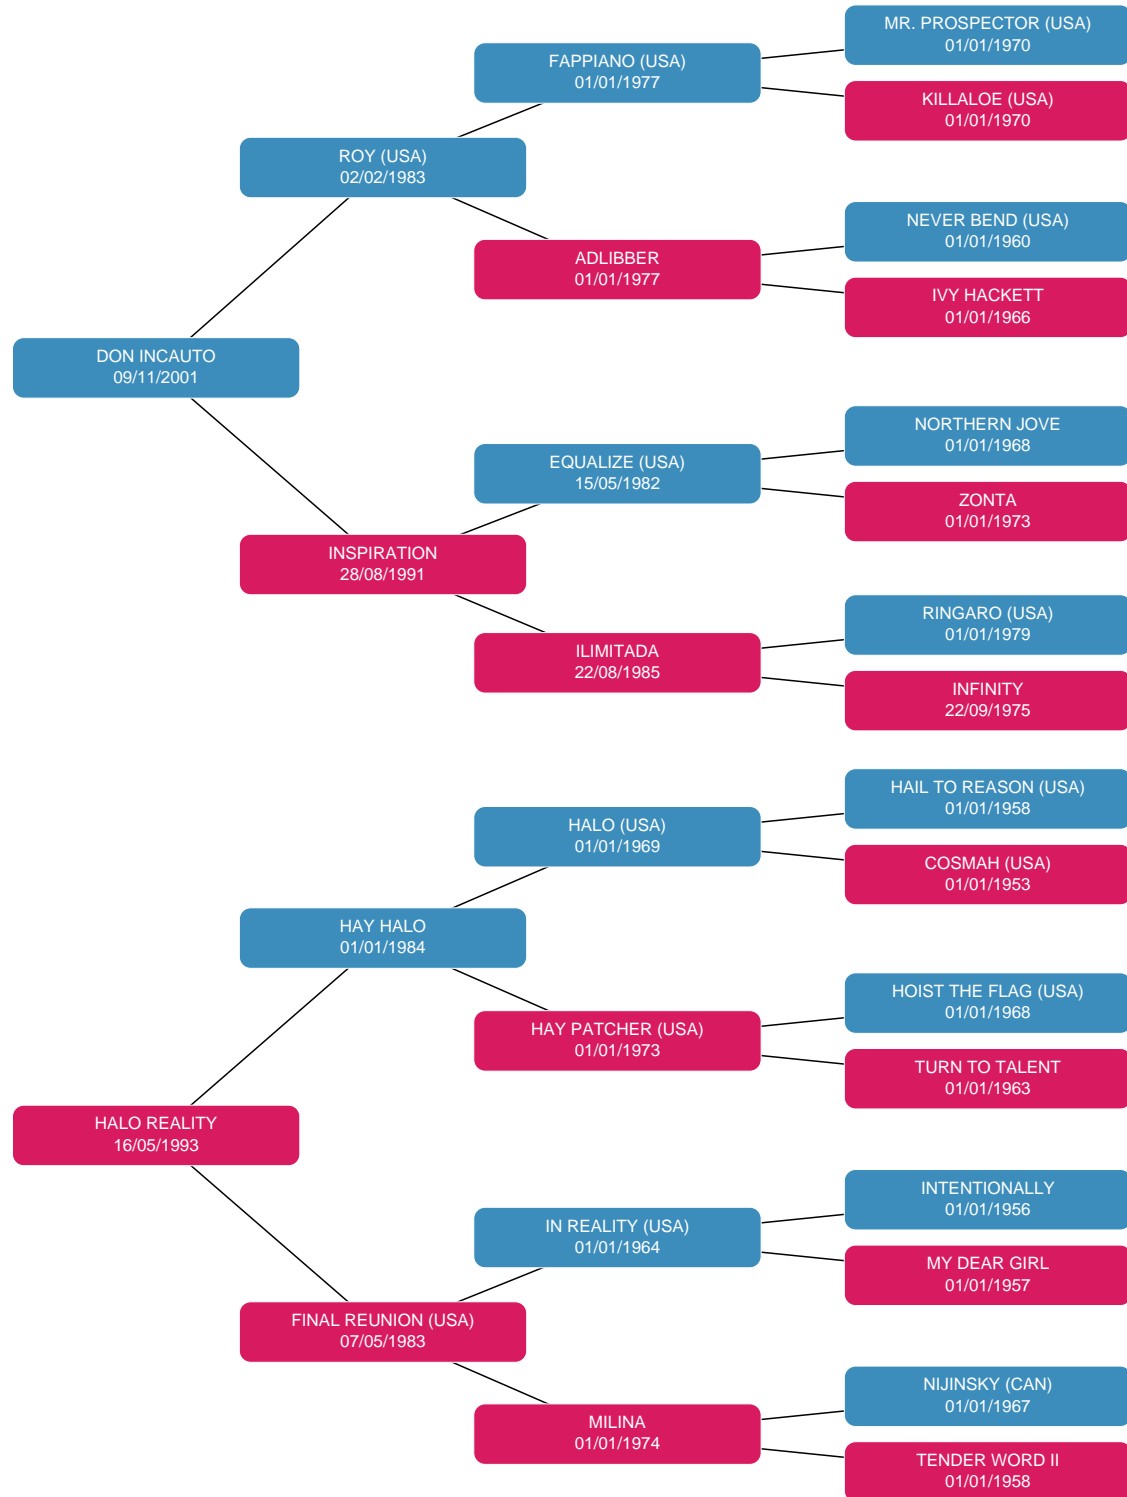 MR. PROSPECTOR (USA)
01/01/1970
FAPPIANO (USA)
01/01/1977
KILLALOE (USA)
01/01/1970
ROY (USA)
02/02/1983
NEVER BEND (USA)
01/01/1960
ADLIBBER
01/01/1977
IVY HACKETT
01/01/1966
DON INCAUTO
09/11/2001
NORTHERN JOVE
01/01/1968
EQUALIZE (USA)
15/05/1982
ZONTA
01/01/1973
INSPIRATION
28/08/1991
RINGARO (USA)
01/01/1979
ILIMITADA
22/08/1985
INFINITY
22/09/1975
HAIL TO REASON (USA)
01/01/1958
HALO (USA)
01/01/1969
COSMAH (USA)
01/01/1953
HAY HALO
01/01/1984
HOIST THE FLAG (USA)
01/01/1968
HAY PATCHER (USA)
01/01/1973
TURN TO TALENT
01/01/1963
HALO REALITY
16/05/1993
INTENTIONALLY
01/01/1956
IN REALITY (USA)
01/01/1964
MY DEAR GIRL
01/01/1957
FINAL REUNION (USA)
07/05/1983
NIJINSKY (CAN)
01/01/1967
MILINA
01/01/1974
TENDER WORD II
01/01/1958